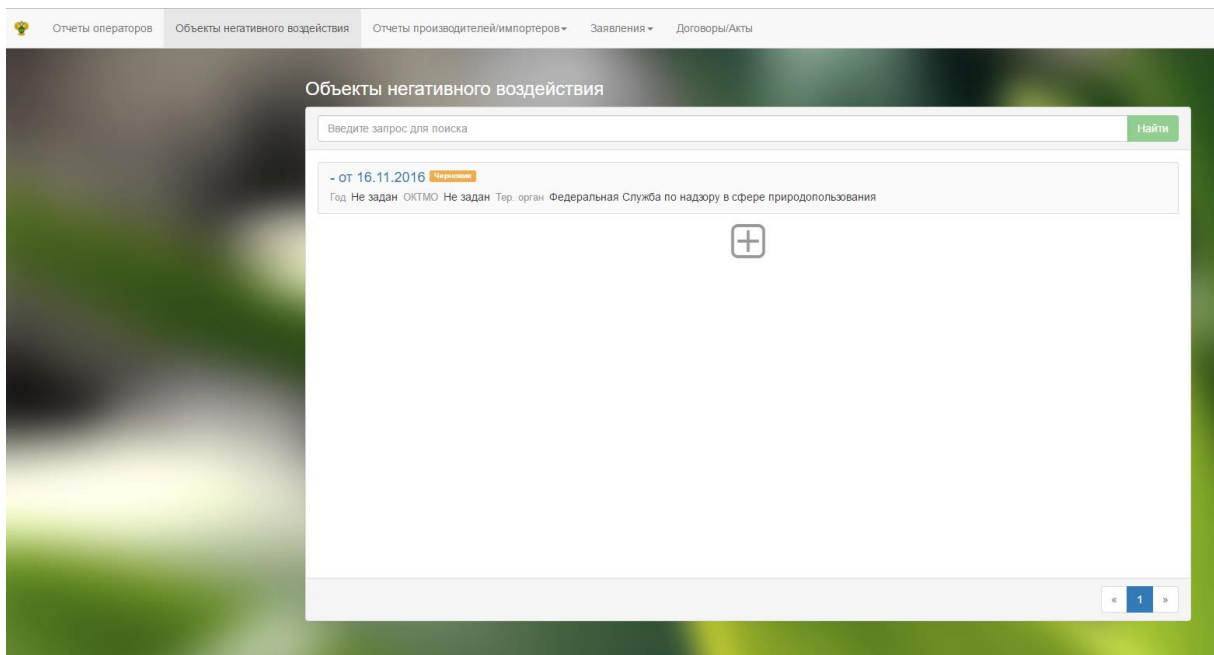 Отчеты операторов Объекты негативного воздействия Отчеты производителей/импортеров Заявления Договоры/Акты
Объекты негативного воздействия
Введите запрос для поиска Найти
- от 16.11.2016 Черновик
Год Не задан ОКТМО Не задан Тер. орган Федеральная Служба по надзору в сфере природопользования
« 1 »